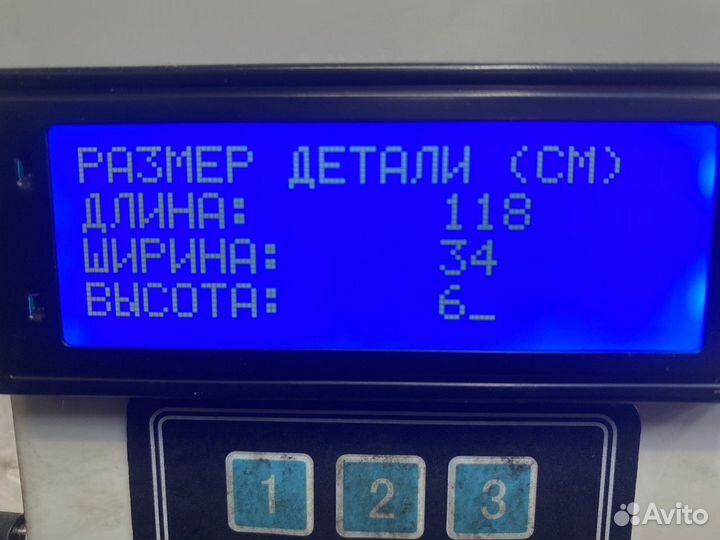 РАЗМЕР ДЕТАЛИ (СМ)
ДЛИНА: 118
ШИРИНА: 34
ВЫСОТА: 6_
1 2 3
Avito